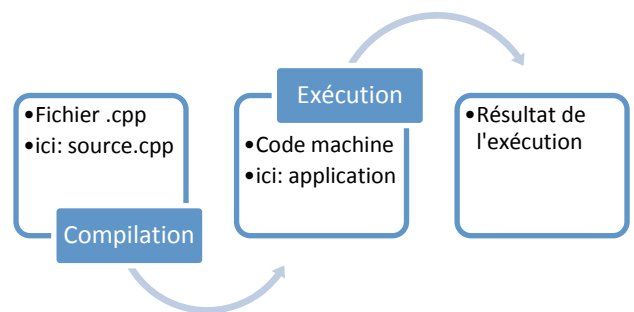 •Fichier .cpp
•ici: source.cpp
Compilation
Exécution
•Code machine
•ici: application
•Résultat de
l'exécution